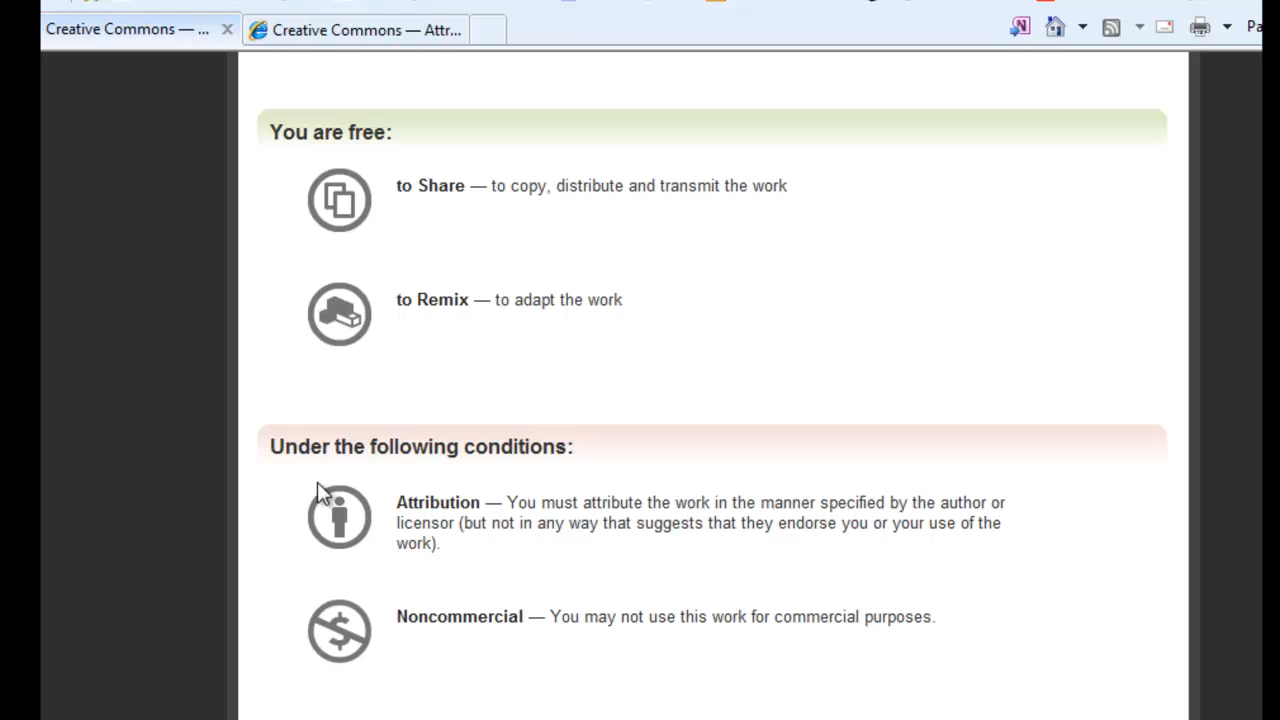 Creative Commons — ...
Creative Commons — Attr...
You are free:
to Share — to copy, distribute and transmit the work
to Remix — to adapt the work
Under the following conditions:
Attribution — You must attribute the work in the manner specified by the author or
licensor (but not in any way that suggests that they endorse you or your use of the
work).
Noncommercial — You may not use this work for commercial purposes.